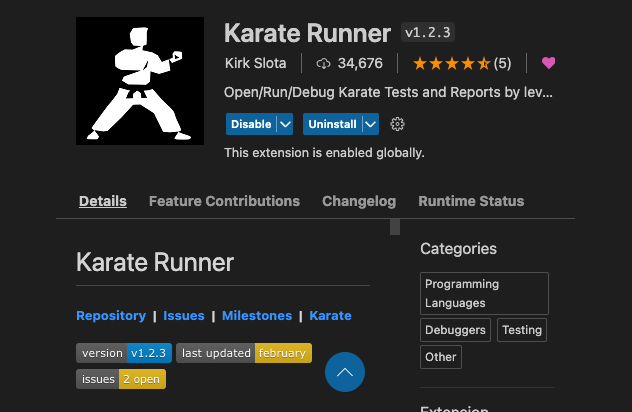 Karate Runner v1.2.3
Kirk Slota 34,676 (5)
Open/Run/Debug Karate Tests and Reports by lev...
Disable Uninstall
This extension is enabled globally.
Details Feature Contributions Changelog Runtime Status
Karate Runner
Repository | Issues | Milestones | Karate
version v1.2.3 last updated february
issues 2 open
Categories
Programming
Languages
Debuggers Testing
Other
Extension